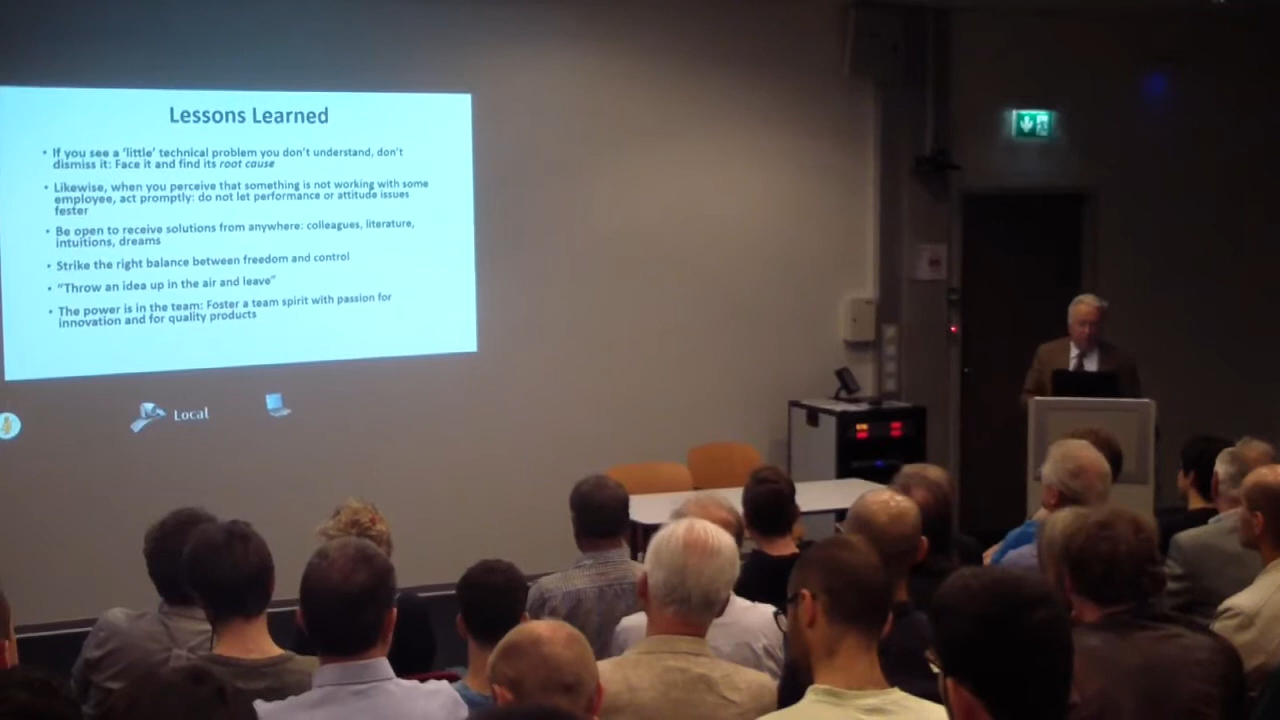 Lessons Learned
• If you see a 'little' technical problem you don't understand, don't
dismiss it: Face it and find its root cause
• Likewise, when you perceive that something is not working with some
employee, act promptly: do not let performance or attitude issues
fester
• Be open to receive solutions from anywhere: colleagues, literature,
intuitions, dreams
• Strike the right balance between freedom and control
• "Throw an idea up in the air and leave"
• The power is in the team: Foster a team spirit with passion for
innovation and for quality products
Local